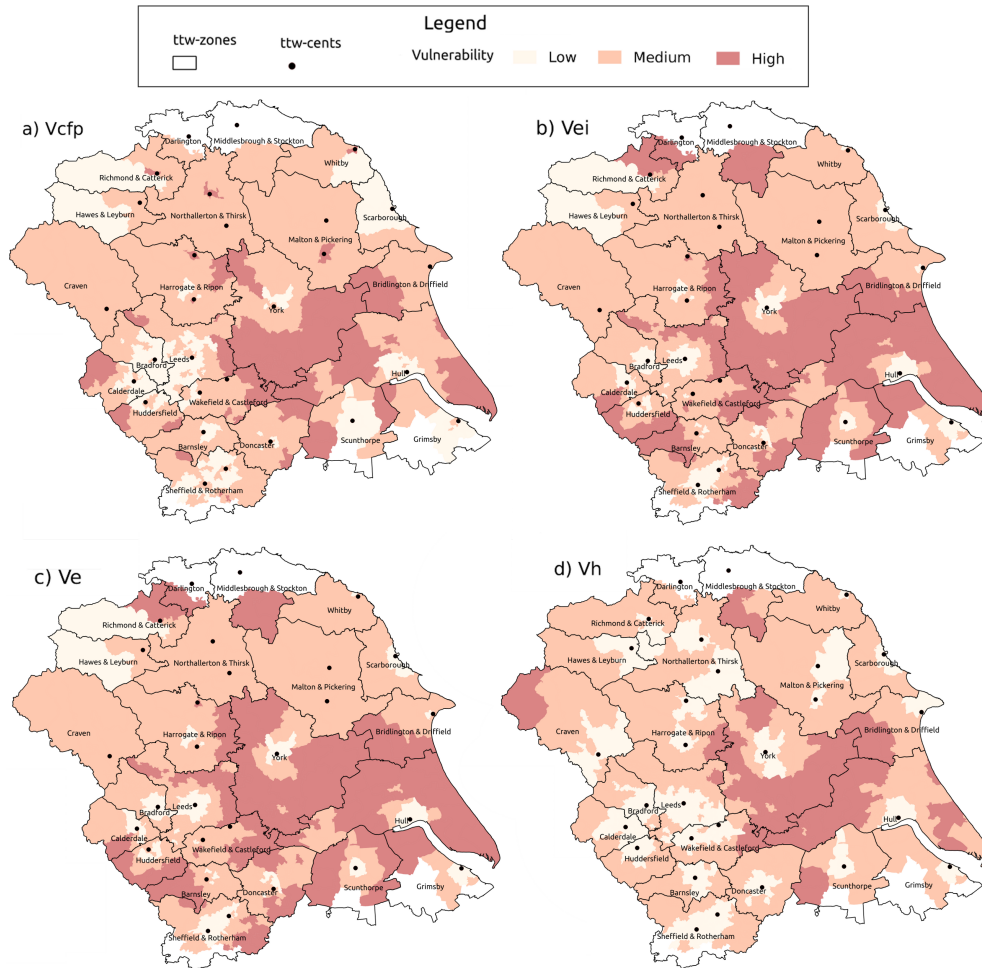 Legend
ttw-zones
ttw-cents
Vulnerability
Low
Medium
High
a) Vcfp
Darlington
Middlesbrough & Stockton
Whitby
Richmond & Catterick
Hawes & Leyburn
Northallerton & Thirsk
Scarborough
Malton & Pickering
Craven
Harrogate & Ripon
Bridlington & Driffield
York
Bradford
Leeds
Hull
Calderdale
Wakefield & Castleford
Huddersfield
Barnsley
Doncaster
Scunthorpe
Grimsby
Sheffield & Rotherham
b) Vei
Darlington
Middlesbrough & Stockton
Whitby
Richmond & Catterick
Hawes & Leyburn
Northallerton & Thirsk
Scarborough
Malton & Pickering
Craven
Harrogate & Ripon
Bridlington & Driffield
York
Bradford
Leeds
Hull
Calderdale
Wakefield & Castleford
Huddersfield
Barnsley
Doncaster
Scunthorpe
Grimsby
Sheffield & Rotherham
c) Ve
Darlington
Middlesbrough & Stockton
Whitby
Richmond & Catterick
Hawes & Leyburn
Northallerton & Thirsk
Scarborough
Malton & Pickering
Craven
Harrogate & Ripon
Bridlington & Driffield
York
Bradford
Leeds
Hull
Calderdale
Wakefield & Castleford
Huddersfield
Barnsley
Doncaster
Scunthorpe
Grimsby
Sheffield & Rotherham
d) Vh
Darlington
Middlesbrough & Stockton
Whitby
Richmond & Catterick
Hawes & Leyburn
Northallerton & Thirsk
Scarborough
Malton & Pickering
Craven
Harrogate & Ripon
Bridlington & Driffield
York
Bradford
Leeds
Hull
Calderdale
Wakefield & Castleford
Huddersfield
Barnsley
Doncaster
Scunthorpe
Grimsby
Sheffield & Rotherham